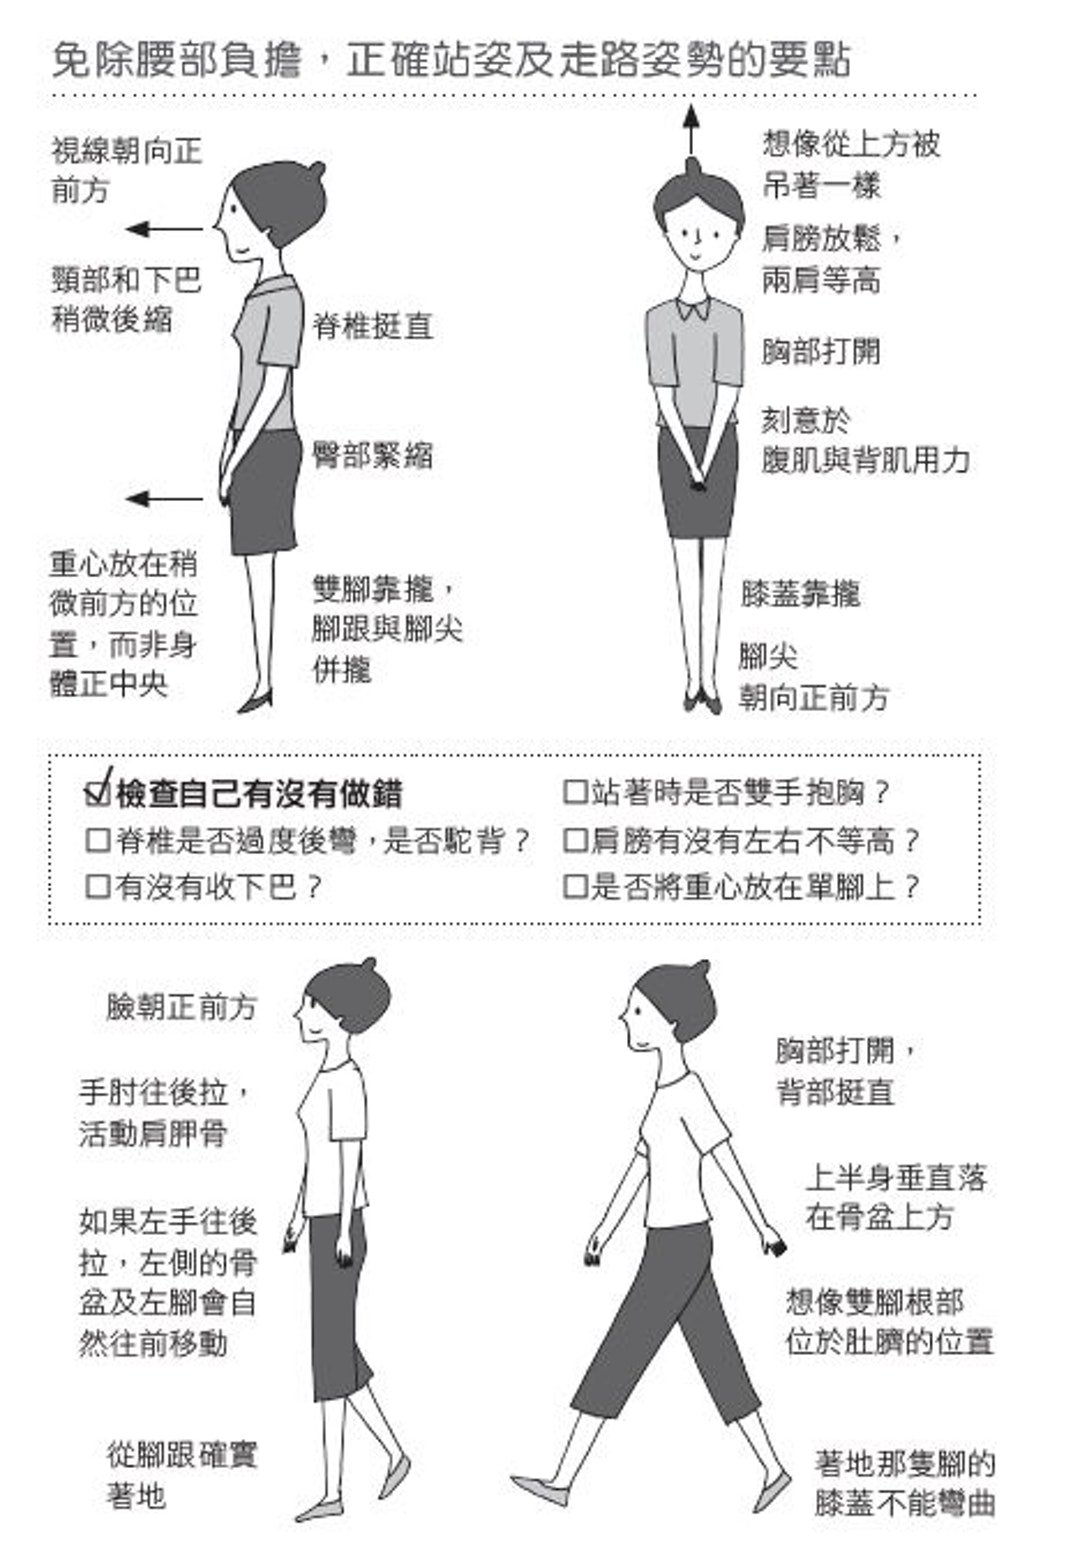 免除腰部負擔，正確站姿及走路姿勢的要點
視線朝向正
前方
頸部和下巴
稍微後縮
脊椎挺直
臀部緊縮
重心放在稍
微前方的位
置，而非身
體正中央
雙腳靠攏，
腳跟與腳尖
併攏
想像從上方被
吊著一樣
肩膀放鬆，
兩肩等高
胸部打開
刻意於
腹肌與背肌用力
膝蓋靠攏
腳尖
朝向正前方
檢查自己有沒有做錯
□脊椎是否過度後彎，是否駝背？
□有沒有收下巴？
□站著時是否雙手抱胸？
□肩膀有沒有左右不等高？
□是否將重心放在單腳上？
臉朝正前方
手肘往後拉，
活動肩胛骨
如果左手往後
拉，左側的骨
盆及左腳會自
然往前移動
從腳跟確實
著地
胸部打開，
背部挺直
上半身垂直落
在骨盆上方
想像雙腳根部
位於肚臍的位置
著地那隻腳的
膝蓋不能彎曲